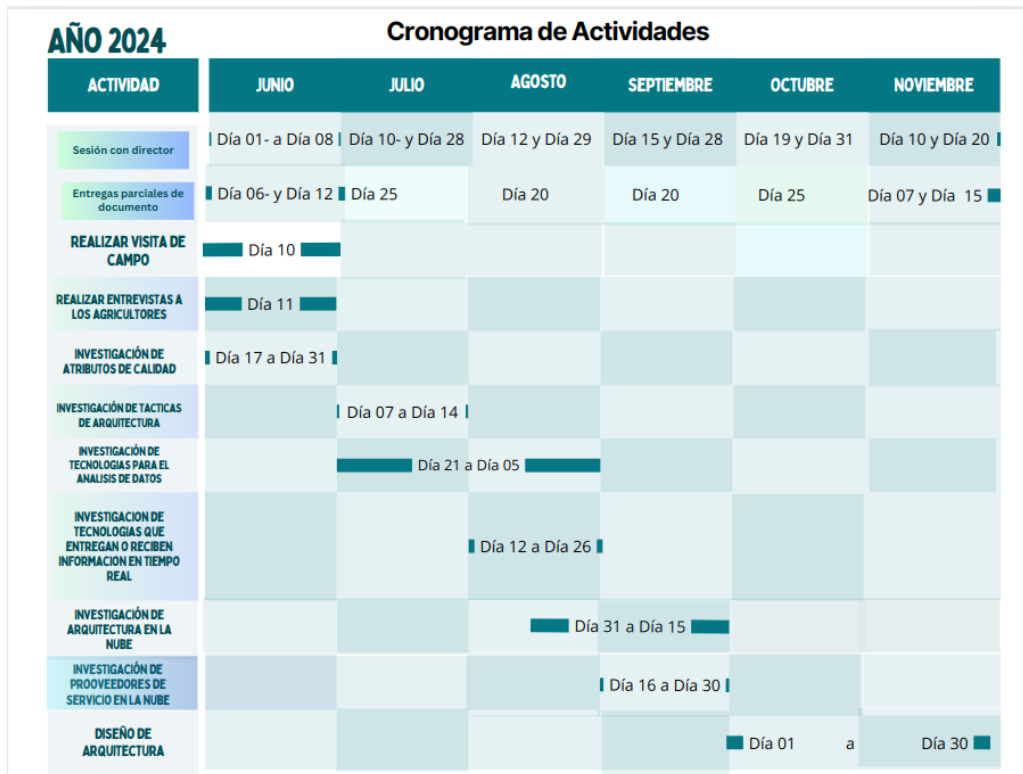 AÑO 2024
Cronograma de Actividades
ACTIVIDAD
JUNIO
JULIO
AGOSTO
SEPTIEMBRE
OCTUBRE
NOVIEMBRE
Sesión con director
Día 01- a Día 08
Día 10- y Día 28
Día 12 y Día 29
Día 15 y Día 28
Día 19 y Día 31
Día 10 y Día 20
Entregas parciales de
documento
Día 06- y Día 12
Día 25
Día 20
Día 20
Día 25
Día 07 y Día 15
REALIZAR VISITA DE
CAMPO
Día 10
REALIZAR ENTREVISTAS A
LOS AGRICULTORES
Día 11
INVESTIGACIÓN DE
ATRIBUTOS DE CALIDAD
Día 17 a Día 31
INVESTIGACIÓN DE TACTICAS
DE ARQUITECTURA
Día 07 a Día 14
INVESTIGACIÓN DE
TECNOLOGIAS PARA EL
ANALISIS DE DATOS
Día 21 a Día 05
INVESTIGACION DE
TECNOLOGIAS QUE
ENTREGAN O RECIBEN
INFORMACION EN TIEMPO
REAL
Día 12 a Día 26
INVESTIGACIÓN DE
ARQUITECTURA EN LA
NUBE
Día 31 a Día 15
INVESTIGACIÓN DE
PROOVEEDORES DE
SERVICIO EN LA NUBE
Día 16 a Día 30
DISEÑO DE
ARQUITECTURA
Día 01 a Día 30